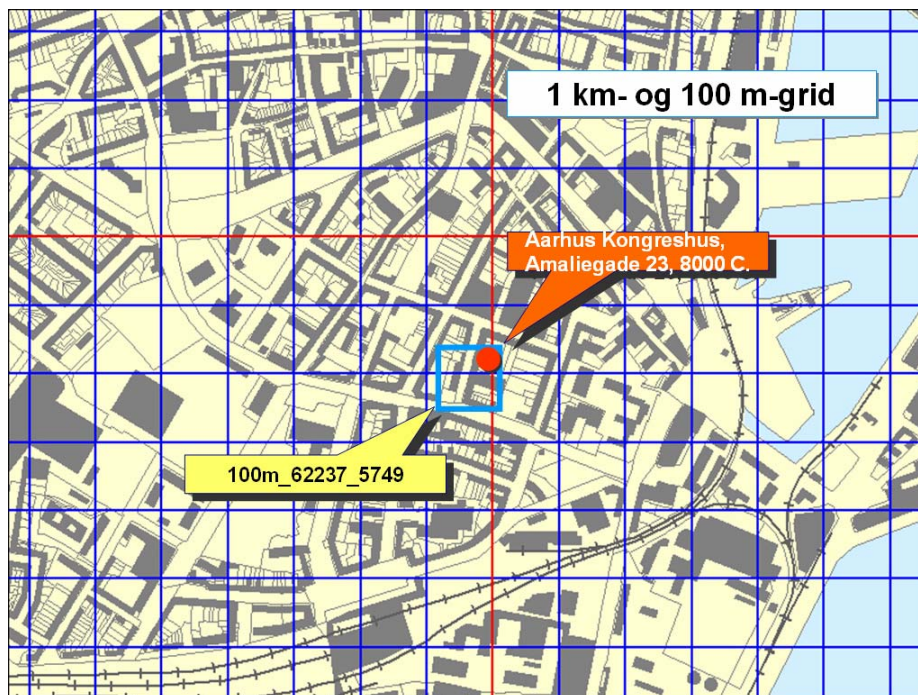 1 km- og 100 m-grid
Aarhus Kongreshus,
Amaliegade 23, 8000 C.
100m_62237_5749